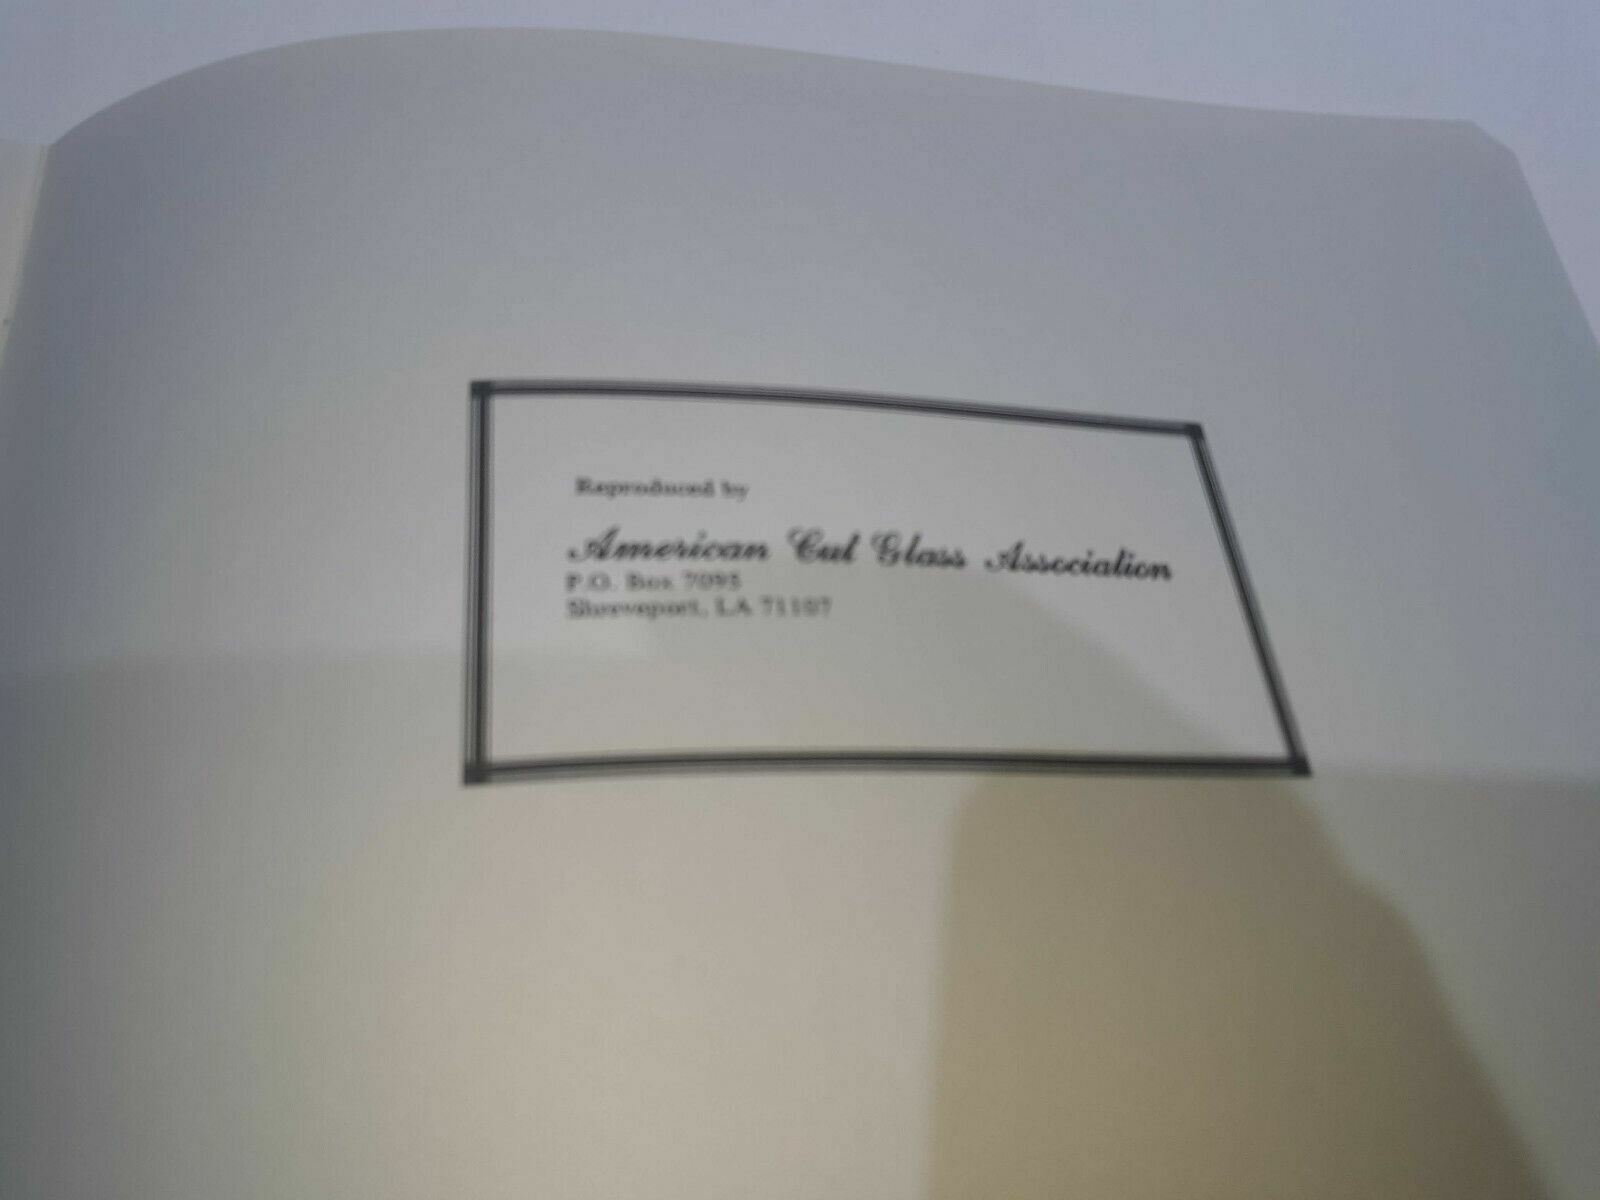 Reproduced by
American Cut Glass Association
P.O. Box 7095
Shreveport, LA 71107